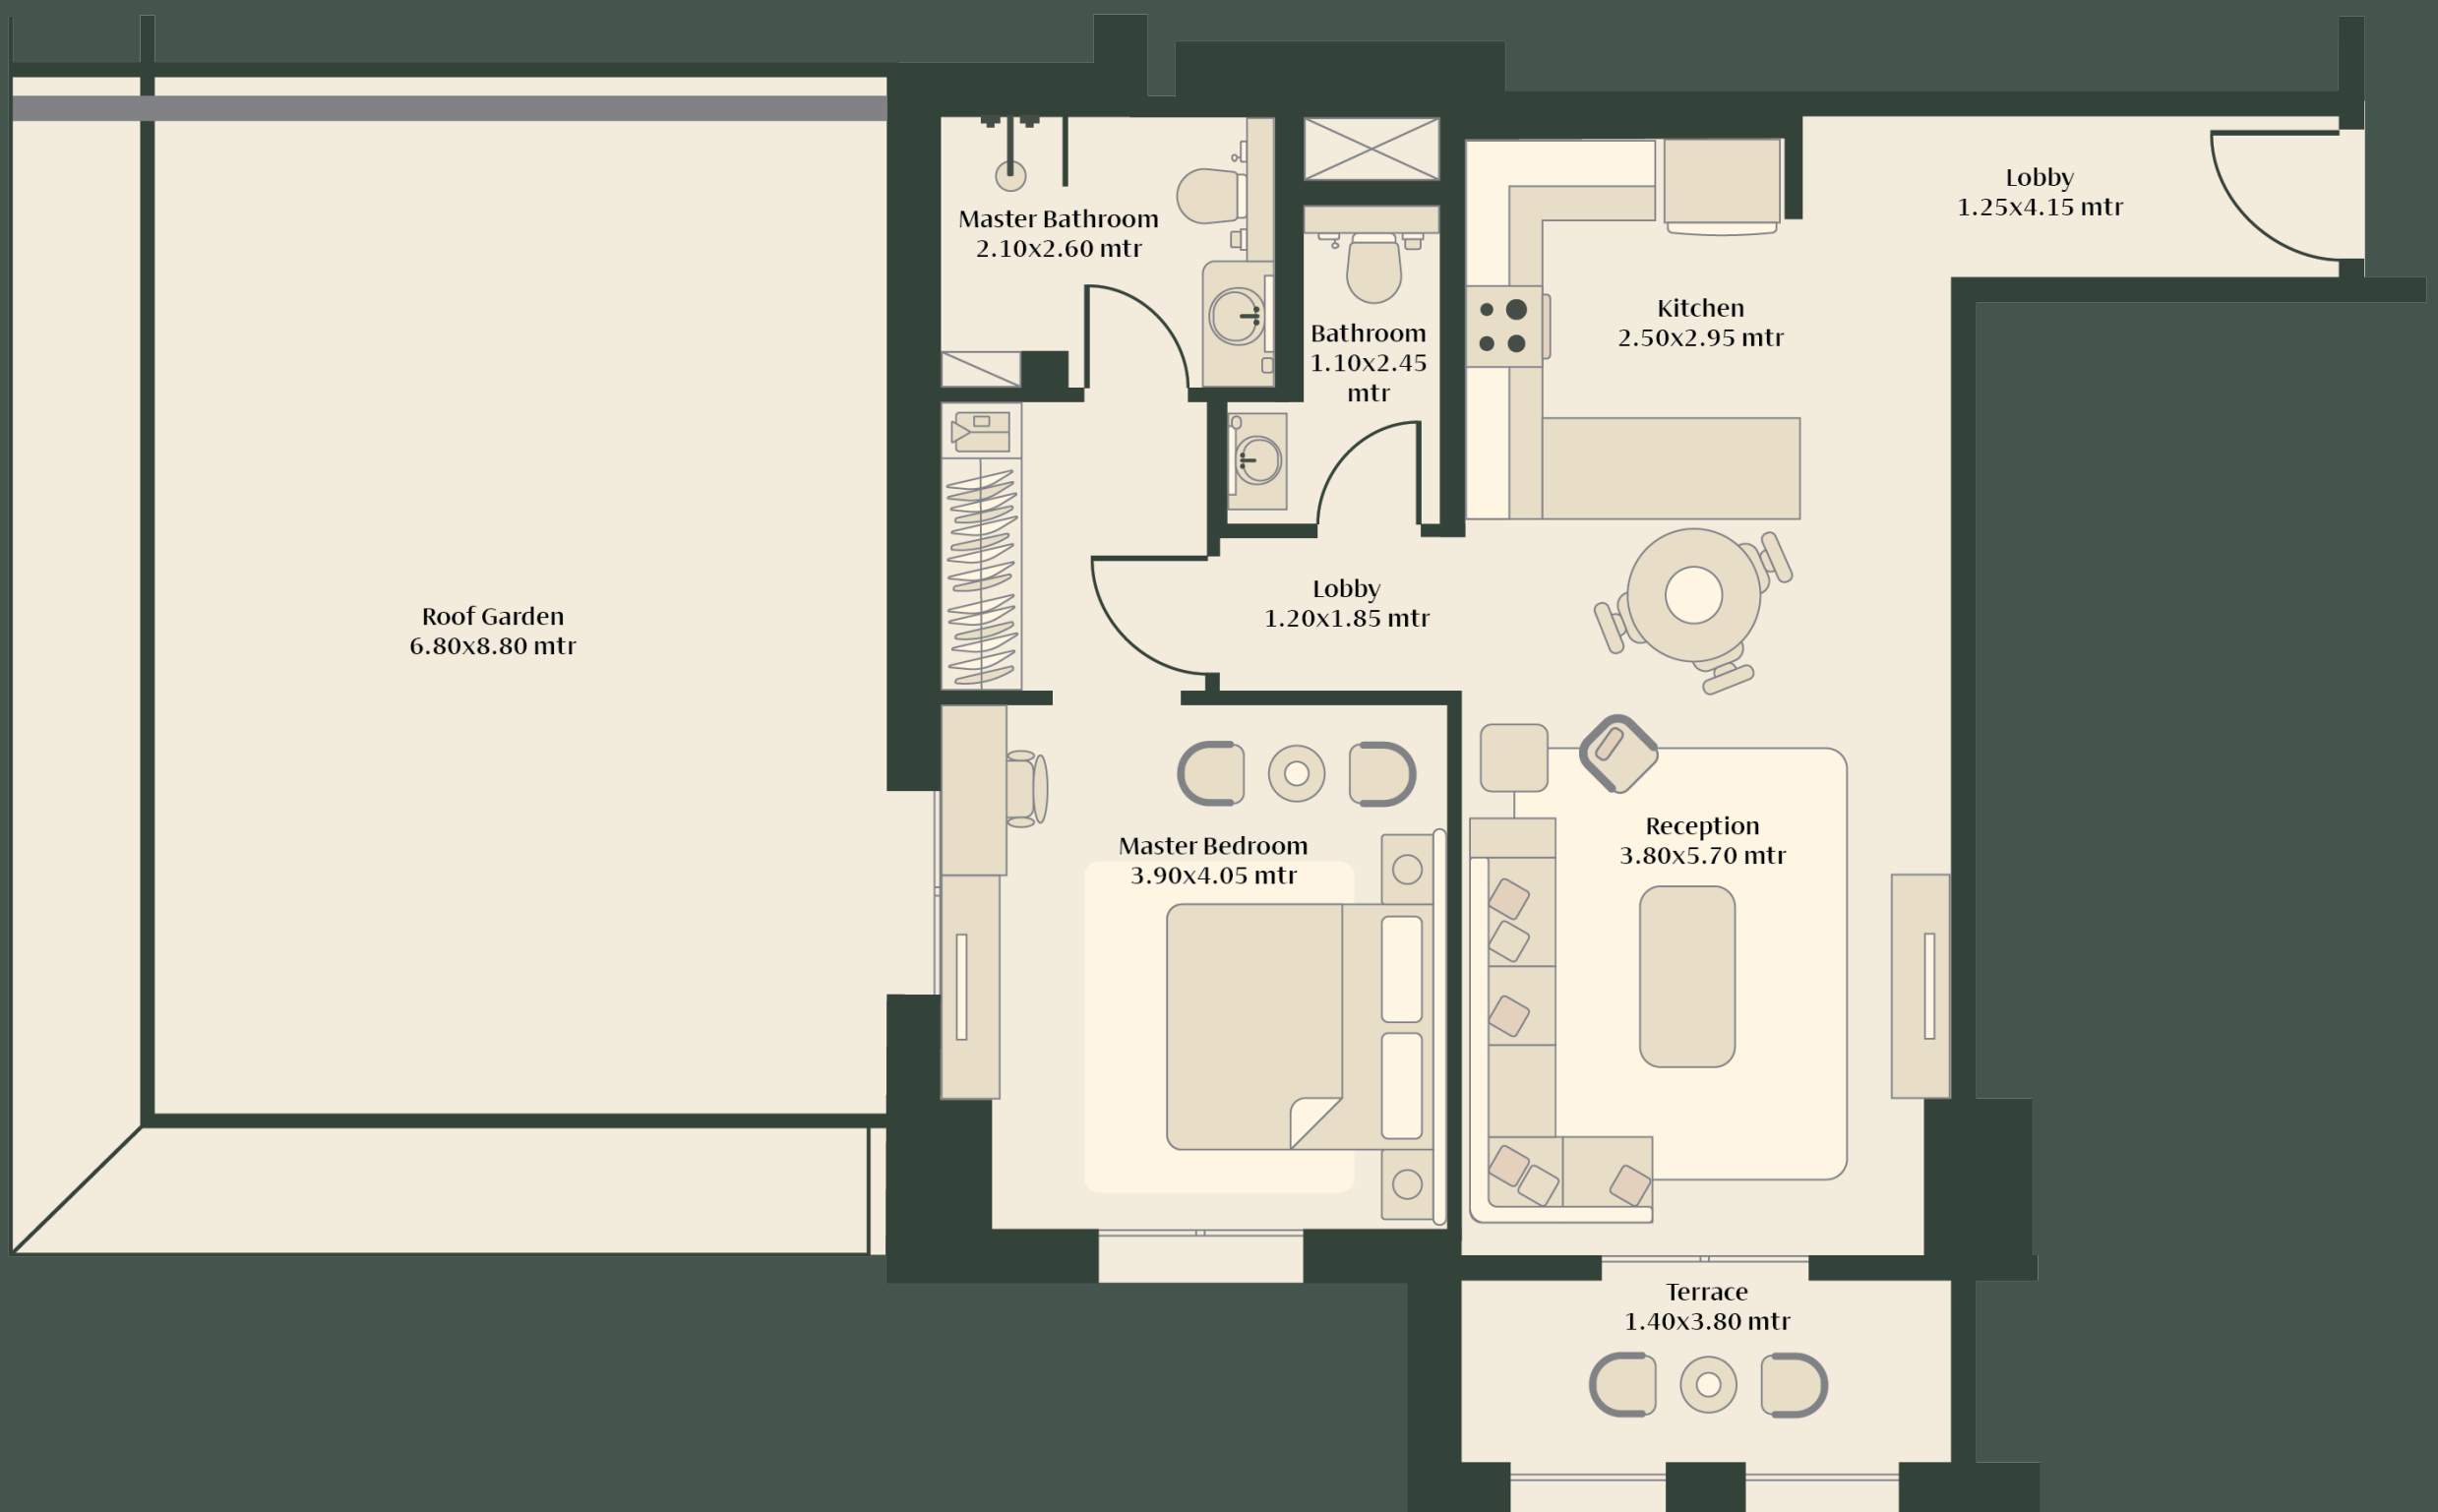 Lobby
1.25x4.15 mtr
Master Bathroom
2.10x2.60 mtr
Kitchen
2.50x2.95 mtr
Bathroom
1.10x2.45
mtr
Lobby
1.20x1.85 mtr
Roof Garden
6.80x8.80 mtr
Reception
3.80x5.70 mtr
Master Bedroom
3.90x4.05 mtr
Terrace
1.40x3.80 mtr